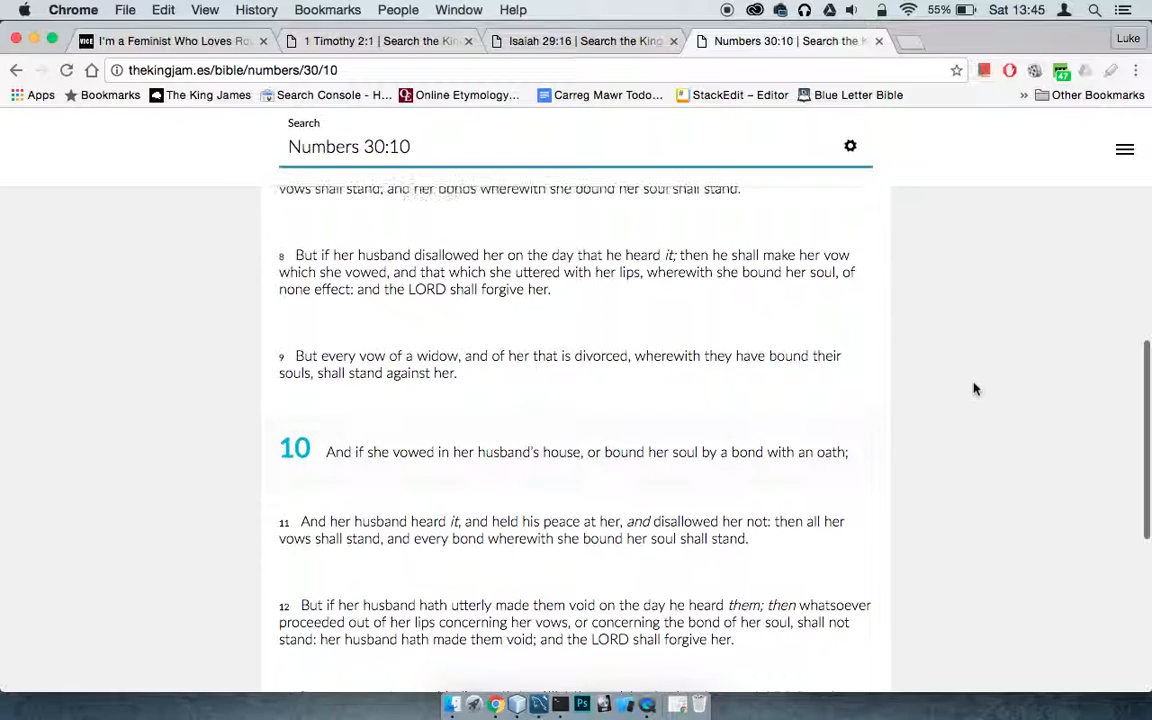 Chrome File Edit View History Bookmarks People Window Help 55% Sat 13:45
VICE I'm a Feminist Who Loves Ro 1 Timothy 2:1 | Search the Kin Isaiah 29:16 | Search the King Numbers 30:10 | Search the K Luke
thekingjam.es/bible/numbers/30/10 47
Apps Bookmarks The King James Search Console - H... Online Etymology... Carreg Mawr Todo... StackEdit – Editor Blue Letter Bible » Other Bookmarks
Search
Numbers 30:10
vows shall stand; and her bonds wherewith she bound her soul shall stand.
8 But if her husband disallowed her on the day that he heard it; then he shall make her vow
which she vowed, and that which she uttered with her lips, wherewith she bound her soul, of
none effect: and the LORD shall forgive her.
9 But every vow of a widow, and of her that is divorced, wherewith they have bound their
souls, shall stand against her.
10 And if she vowed in her husband's house, or bound her soul by a bond with an oath;
11 And her husband heard it, and held his peace at her, and disallowed her not: then all her
vows shall stand, and every bond wherewith she bound her soul shall stand.
12 But if her husband hath utterly made them void on the day he heard them; then whatsoever
proceeded out of her lips concerning her vows, or concerning the bond of her soul, shall not
stand: her husband hath made them void; and the LORD shall forgive her.
Ps